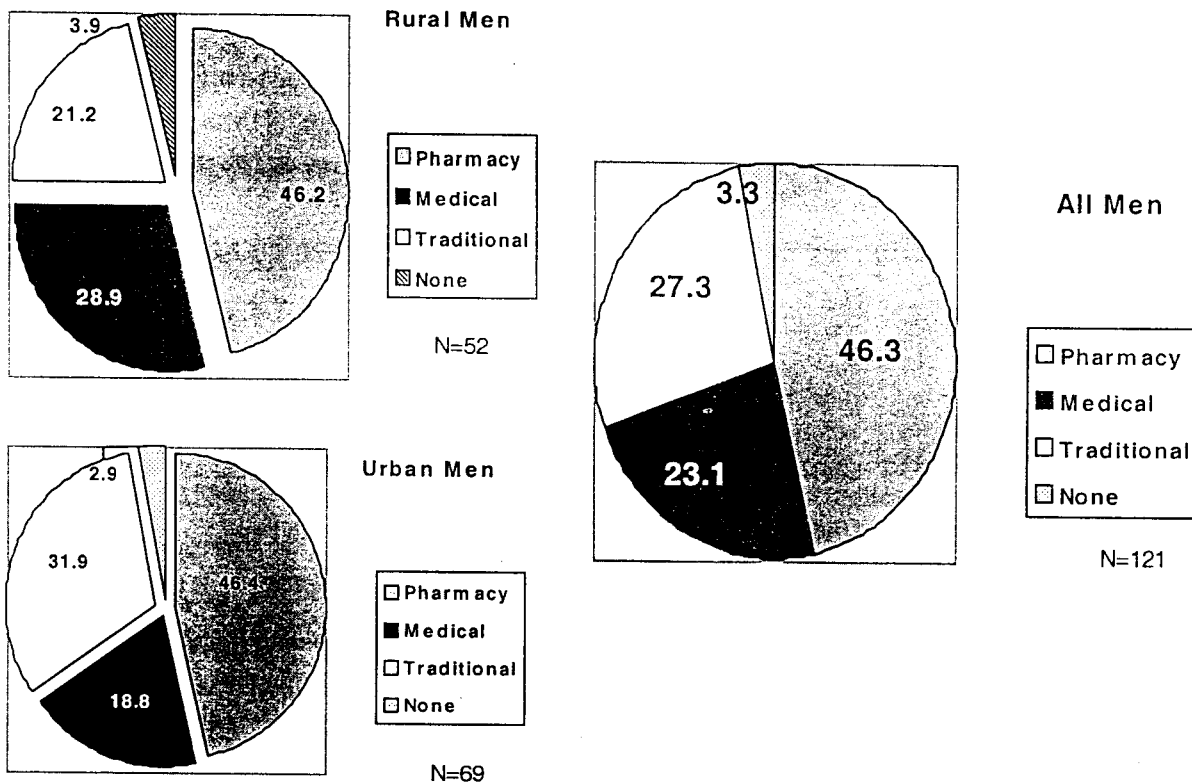 Rural Men
3.9
21.2
46.2
28.9
Pharmacy
Medical
Traditional
None
N=52
Urban Men
2.9
31.9
46.4
18.8
Pharmacy
Medical
Traditional
None
N=69
All Men
3.3
27.3
46.3
23.1
Pharmacy
Medical
Traditional
None
N=121